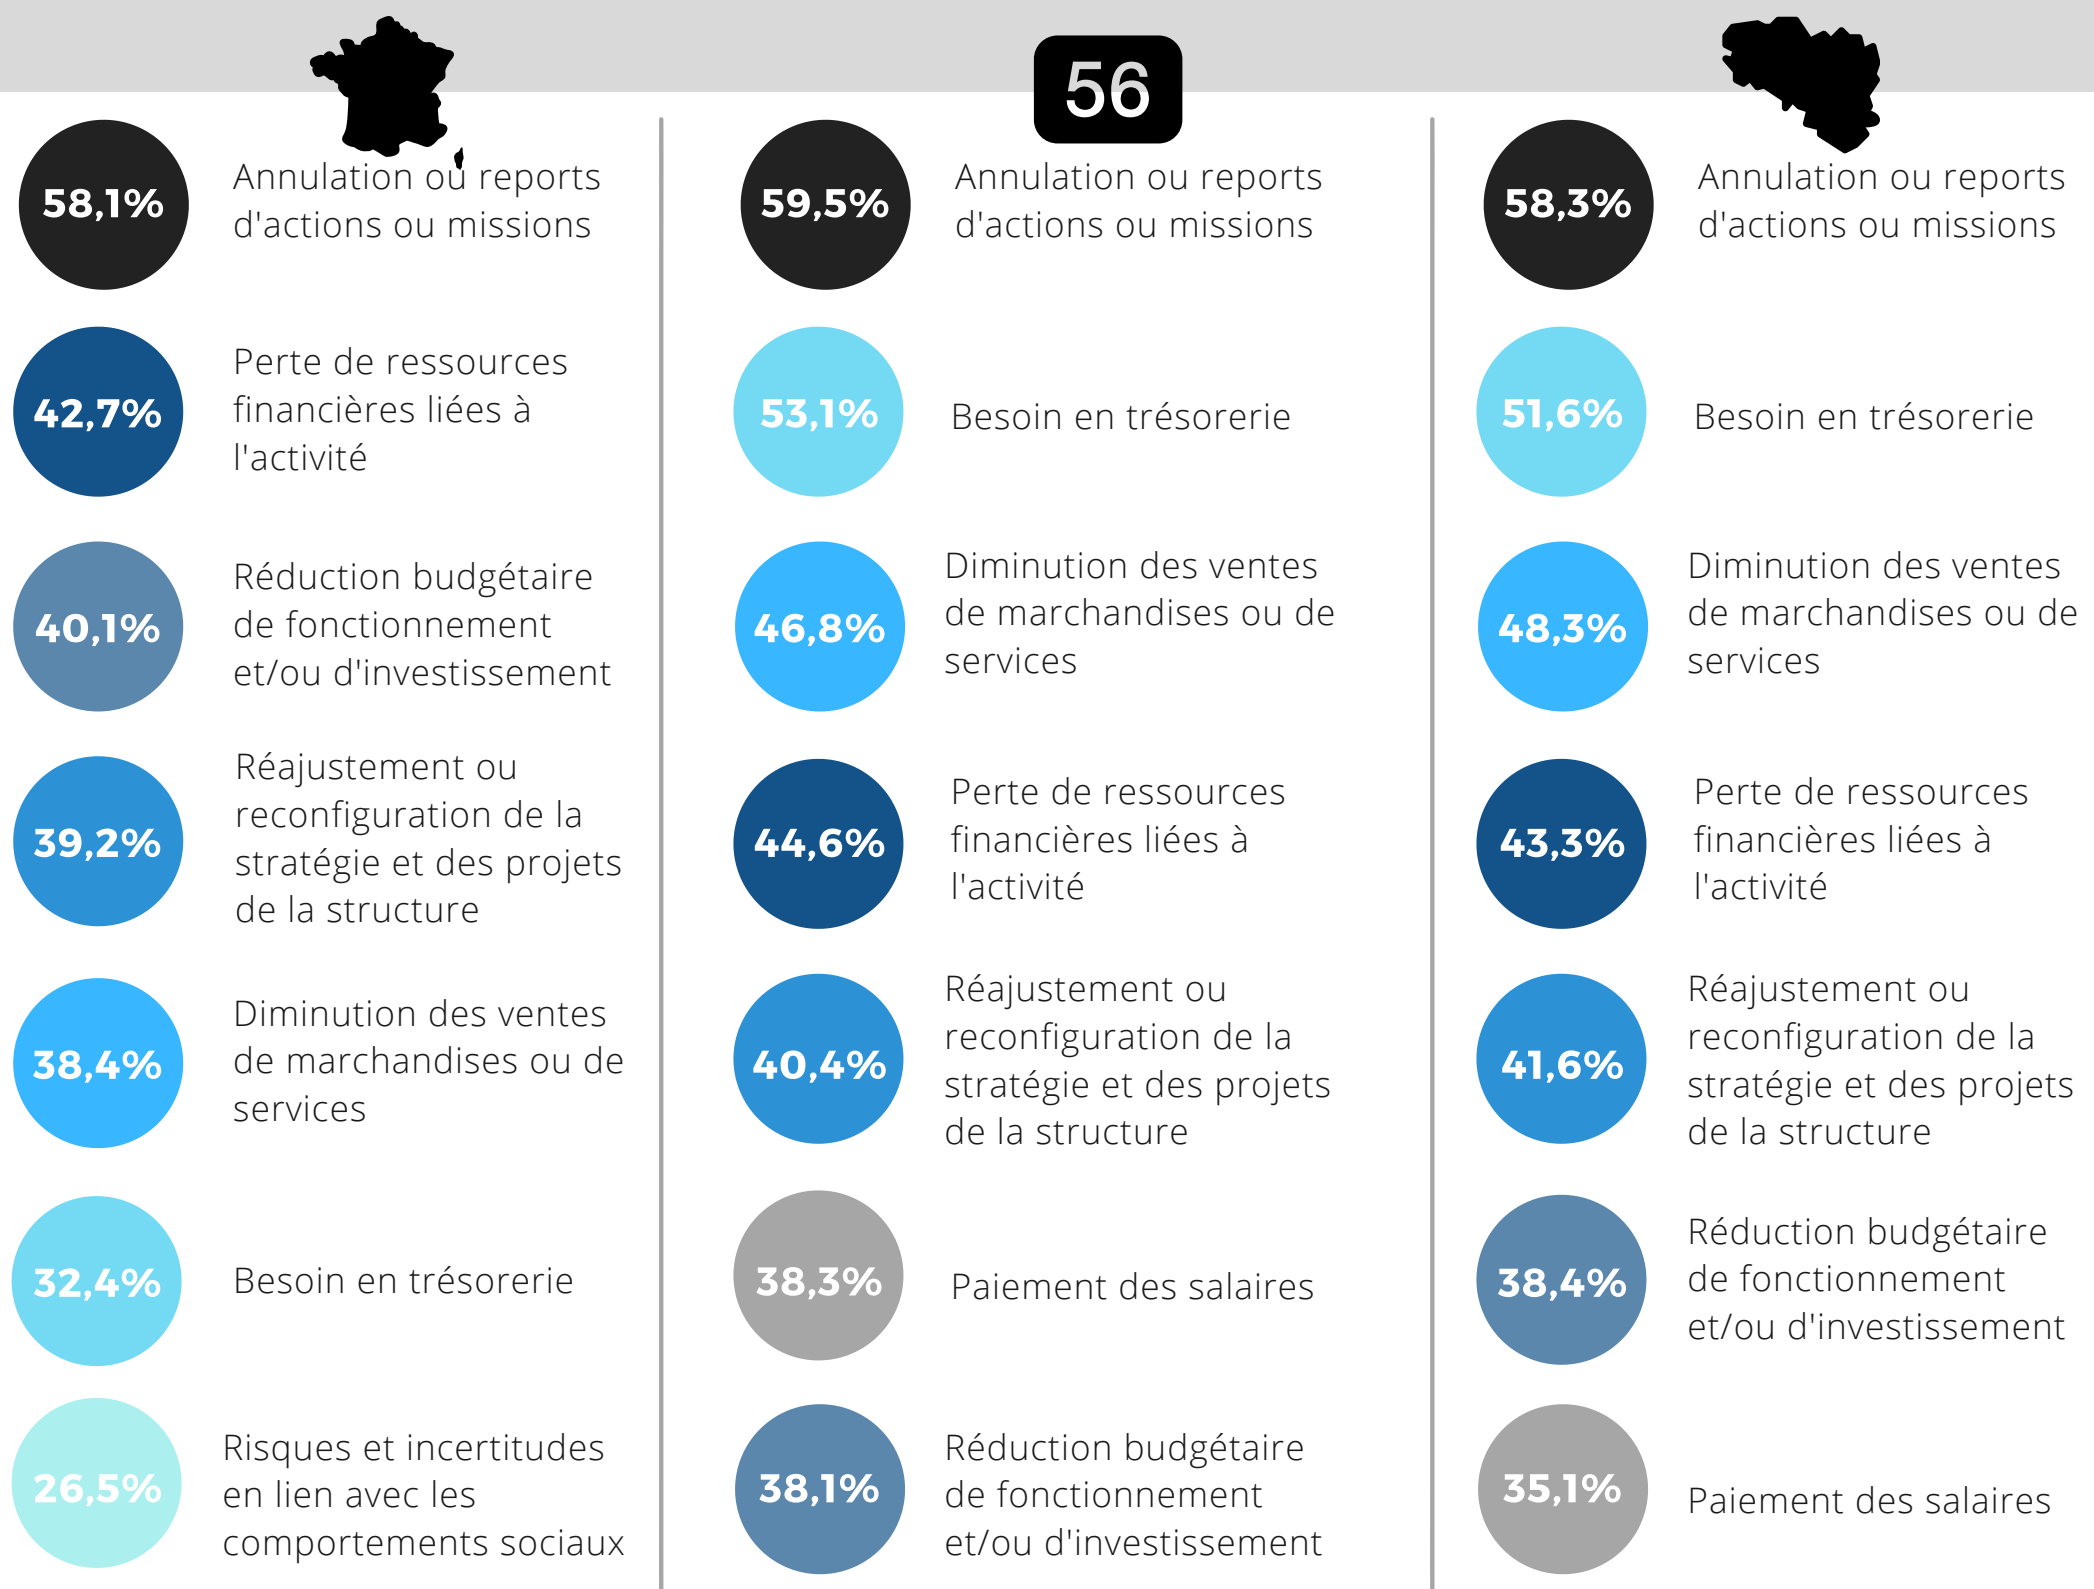 56
58,1%
Annulation ou reports
d'actions ou missions
42,7%
Perte de ressources
financières liées à
l'activité
40,1%
Réduction budgétaire
de fonctionnement
et/ou d'investissement
39,2%
Réajustement ou
reconfiguration de la
stratégie et des projets
de la structure
38,4%
Diminution des ventes
de marchandises ou de
services
32,4%
Besoin en trésorerie
26,5%
Risques et incertitudes
en lien avec les
comportements sociaux
59,5%
Annulation ou reports
d'actions ou missions
53,1%
Besoin en trésorerie
46,8%
Diminution des ventes
de marchandises ou de
services
44,6%
Perte de ressources
financières liées à
l'activité
40,4%
Réajustement ou
reconfiguration de la
stratégie et des projets
de la structure
38,3%
Paiement des salaires
38,1%
Réduction budgétaire
de fonctionnement
et/ou d'investissement
58,3%
Annulation ou reports
d'actions ou missions
51,6%
Besoin en trésorerie
48,3%
Diminution des ventes
de marchandises ou de
services
43,3%
Perte de ressources
financières liées à
l'activité
41,6%
Réajustement ou
reconfiguration de la
stratégie et des projets
de la structure
38,4%
Réduction budgétaire
de fonctionnement
et/ou d'investissement
35,1%
Paiement des salaires